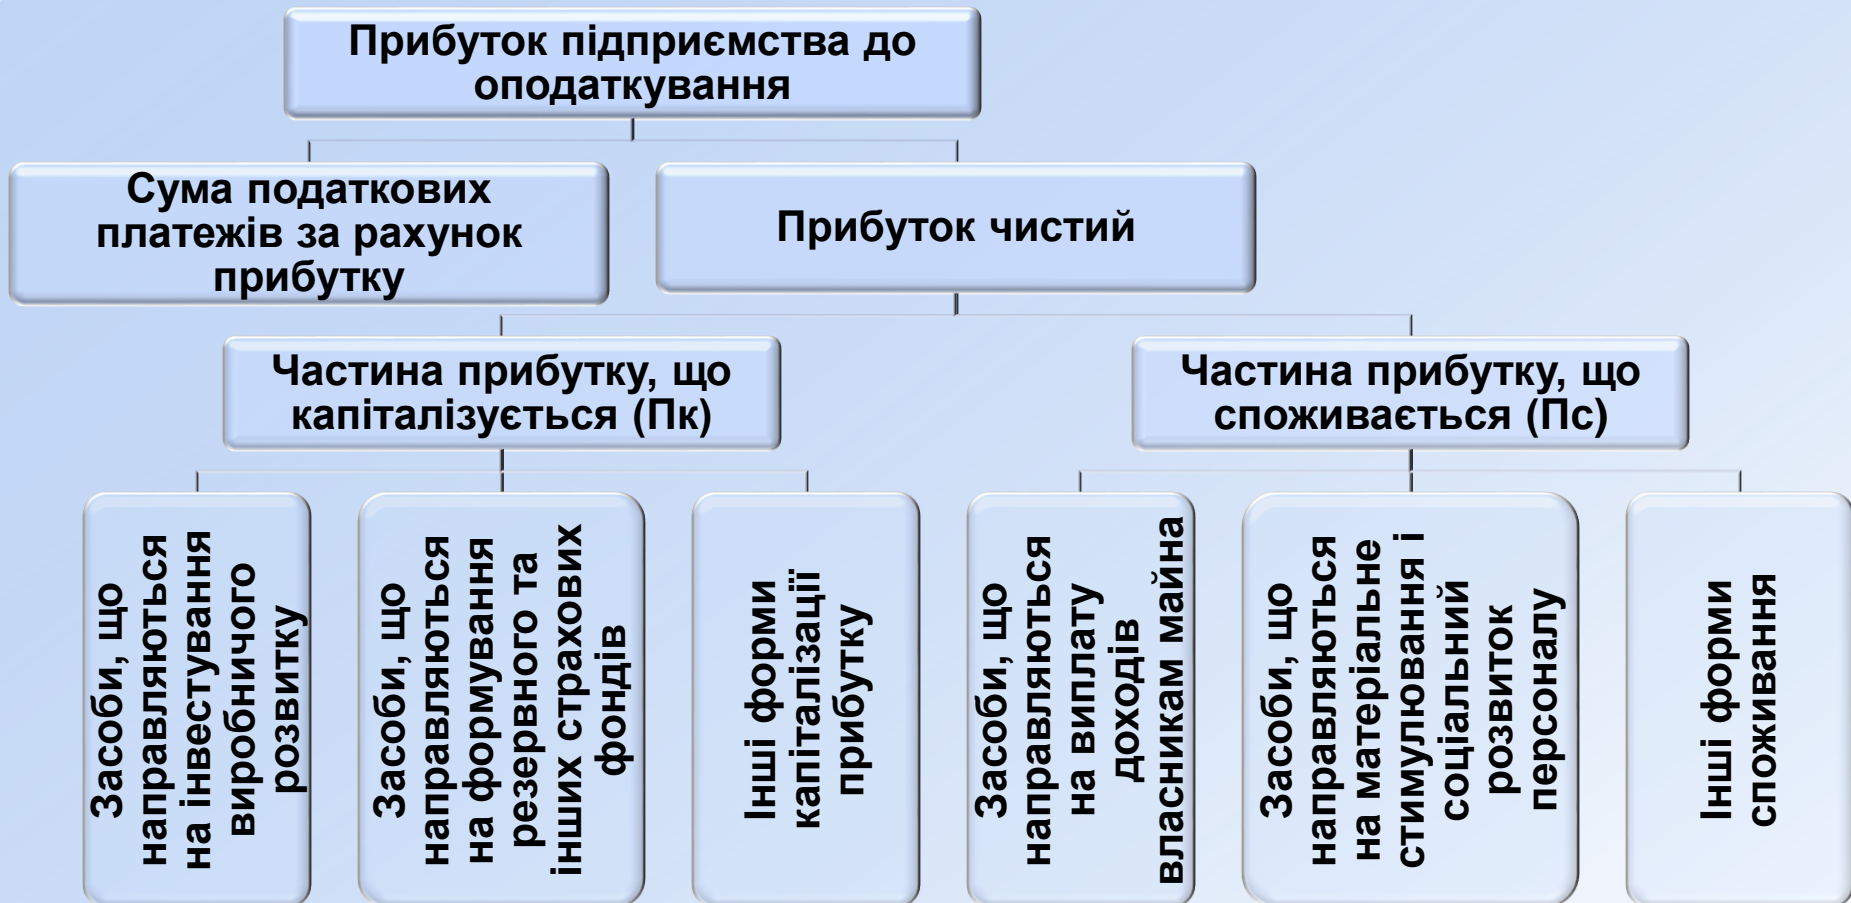 Прибуток підприємства до
оподаткування
Сума податкових
платежів за рахунок
прибутку
Прибуток чистий
Частина прибутку, що
капіталізується (Пк)
Частина прибутку, що
споживається (Пс)
Засоби, що
направляються
на інвестування
виробничого
розвитку
Засоби, що
направляються
на формування
резервного та
інших страхових
фондів
Інші форми
капіталізації
прибутку
Засоби, що
направляються
на виплату
доходів
власникам майна
Засоби, що
направляються
на матеріальне
стимулювання і
соціальний
розвиток
персоналу
Інші форми
споживання